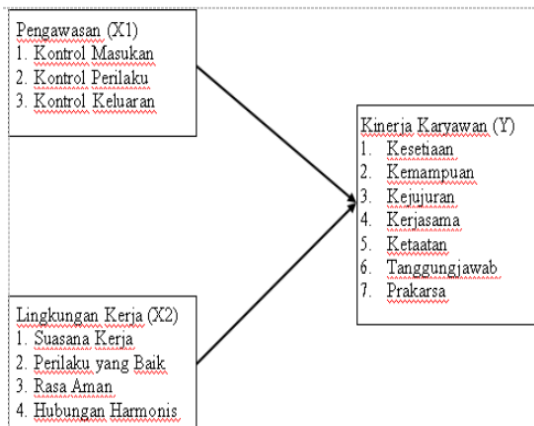 Pengawasan (X1)
1. Kontrol Masukan
2. Kontrol Perilaku
3. Kontrol Keluaran
Kinerja Karyawan (Y)
1. Kesetiaan
2. Kemampuan
3. Kejujuran
4. Kerjasama
5. Ketaatan
6. Tanggungjawab
7. Prakarsa
Lingkungan Kerja (X2)
1. Suasana Kerja
2. Perilaku yang Baik
3. Rasa Aman
4. Hubungan Harmonis